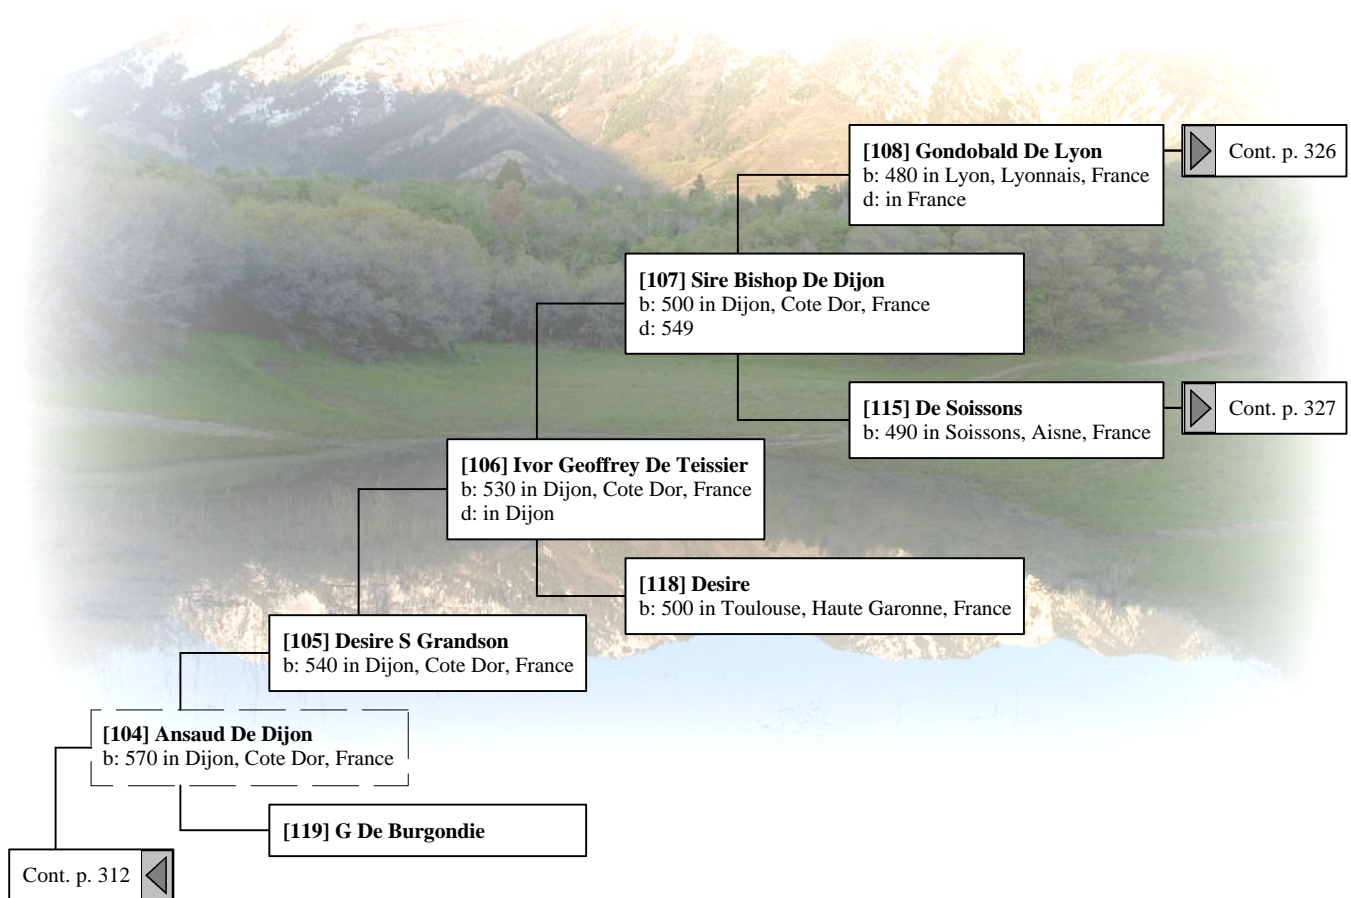 [108] Gondobald De Lyon
b: 480 in Lyon, Lyonnais, France
d: in France
Cont. p. 326
[107] Sire Bishop De Dijon
b: 500 in Dijon, Cote Dor, France
d: 549
[115] De Soissons
b: 490 in Soissons, Aisne, France
Cont. p. 327
[106] Ivor Geoffrey De Teissier
b: 530 in Dijon, Cote Dor, France
d: in Dijon
[118] Desire
b: 500 in Toulouse, Haute Garonne, France
[105] Desire S Grandson
b: 540 in Dijon, Cote Dor, France
[104] Ansaud De Dijon
b: 570 in Dijon, Cote Dor, France
[119] G De Burgondie
Cont. p. 312